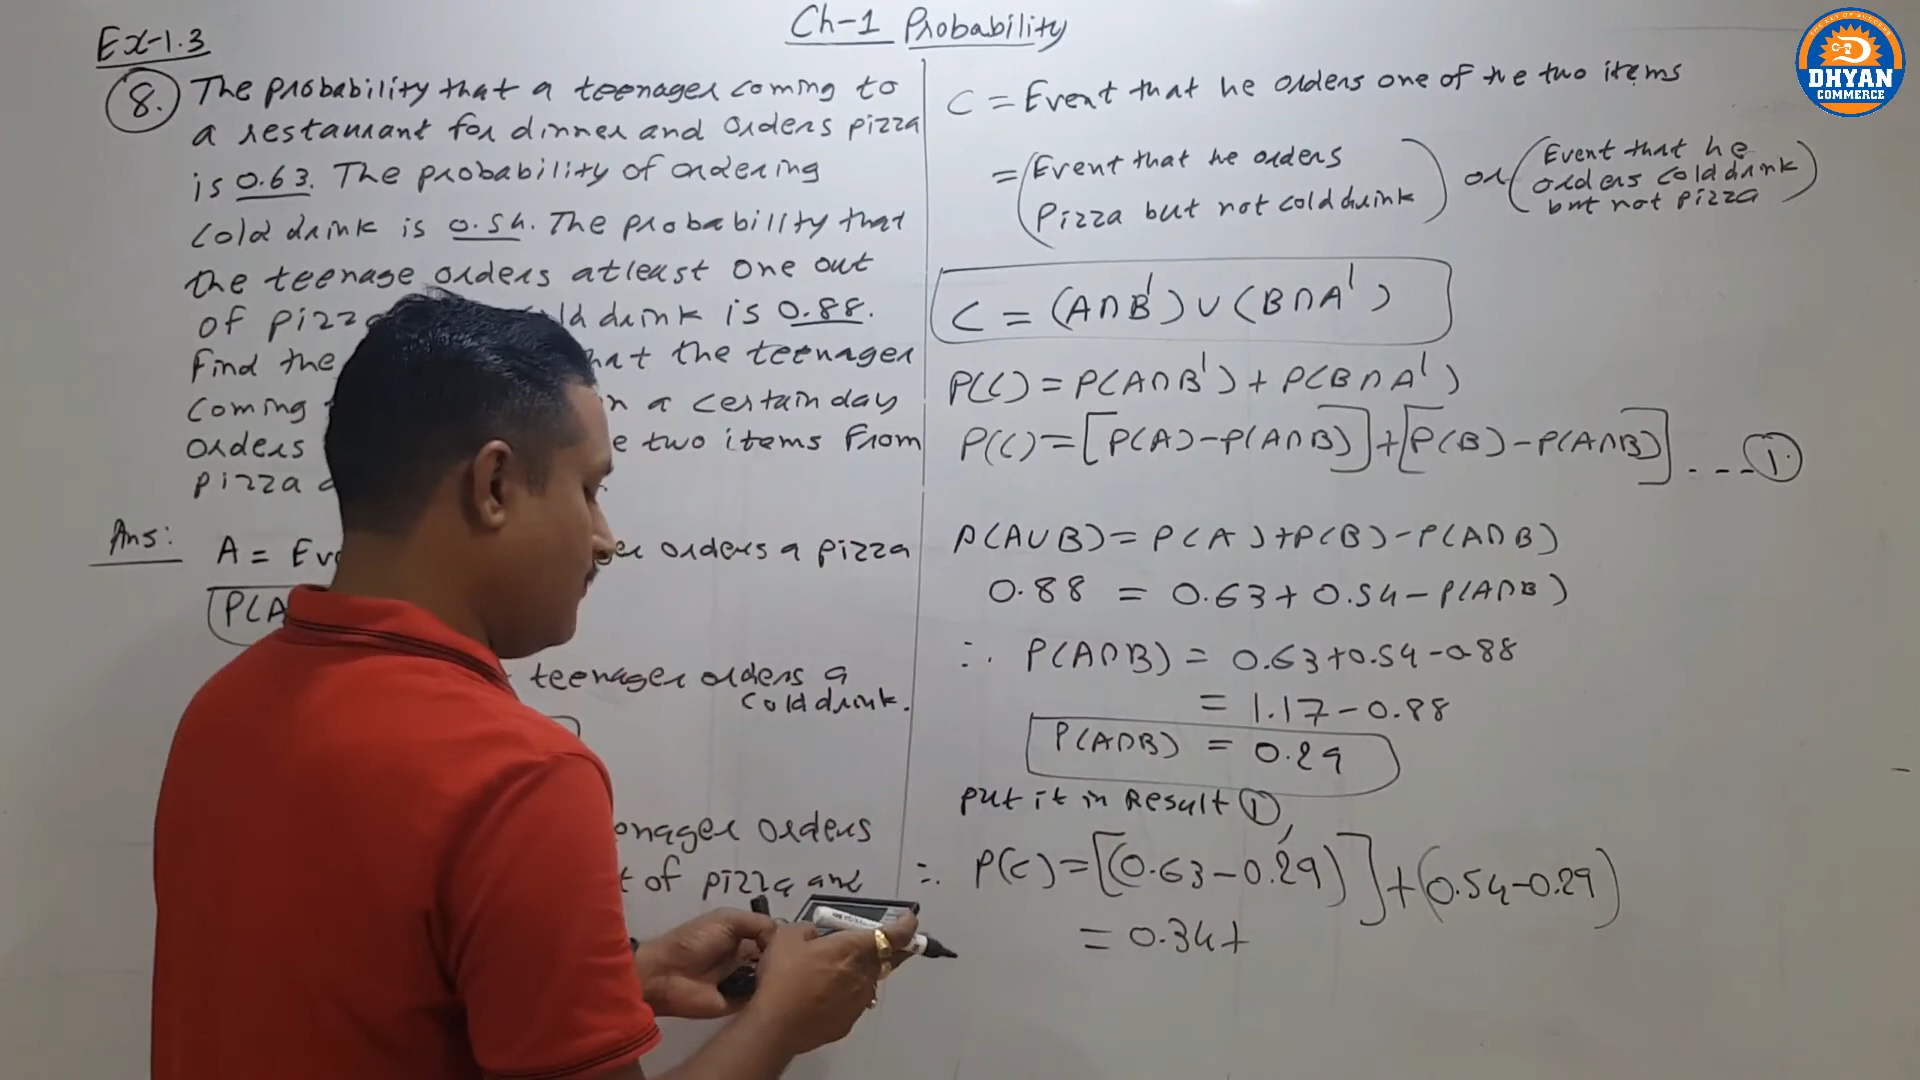 Ch-1 Probability
Ex-1.3
8. The probability that a teenager coming to
a restaurant for dinner and orders pizza
is 0.63. The probability of ordering
cold drink is 0.54. The probability that
the teenage orders atleast one out
of pizz ld drink is 0.88.
Find the hat the teenager
coming n a certain day
orders e two items from
pizza
Ans: A = Ev er orders a pizza
P(A
teenager orders a
cold drink.
onager orders
t of pizza and
C = Event that he orders one of the two items
= (Event that he orders Pizza but not cold drink) or (Event that he orders cold drink but not pizza)
C = (A∩B') ∪ (B∩A')
P(C) = P(A∩B') + P(B∩A')
P(C) = [P(A) - P(A∩B)] + [P(B) - P(A∩B)] - - - ①
P(A∪B) = P(A) + P(B) - P(A∩B)
0.88 = 0.63 + 0.54 - P(A∩B)
∴ P(A∩B) = 0.63 + 0.54 - 0.88
= 1.17 - 0.88
P(A∩B) = 0.29
put it in Result ①,
∴ P(C) = [(0.63 - 0.29)] + (0.54 - 0.29)
= 0.34 +
DHYAN
COMMERCE